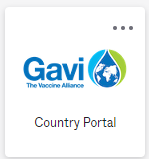 Gavi
The Vaccine Alliance
Country Portal